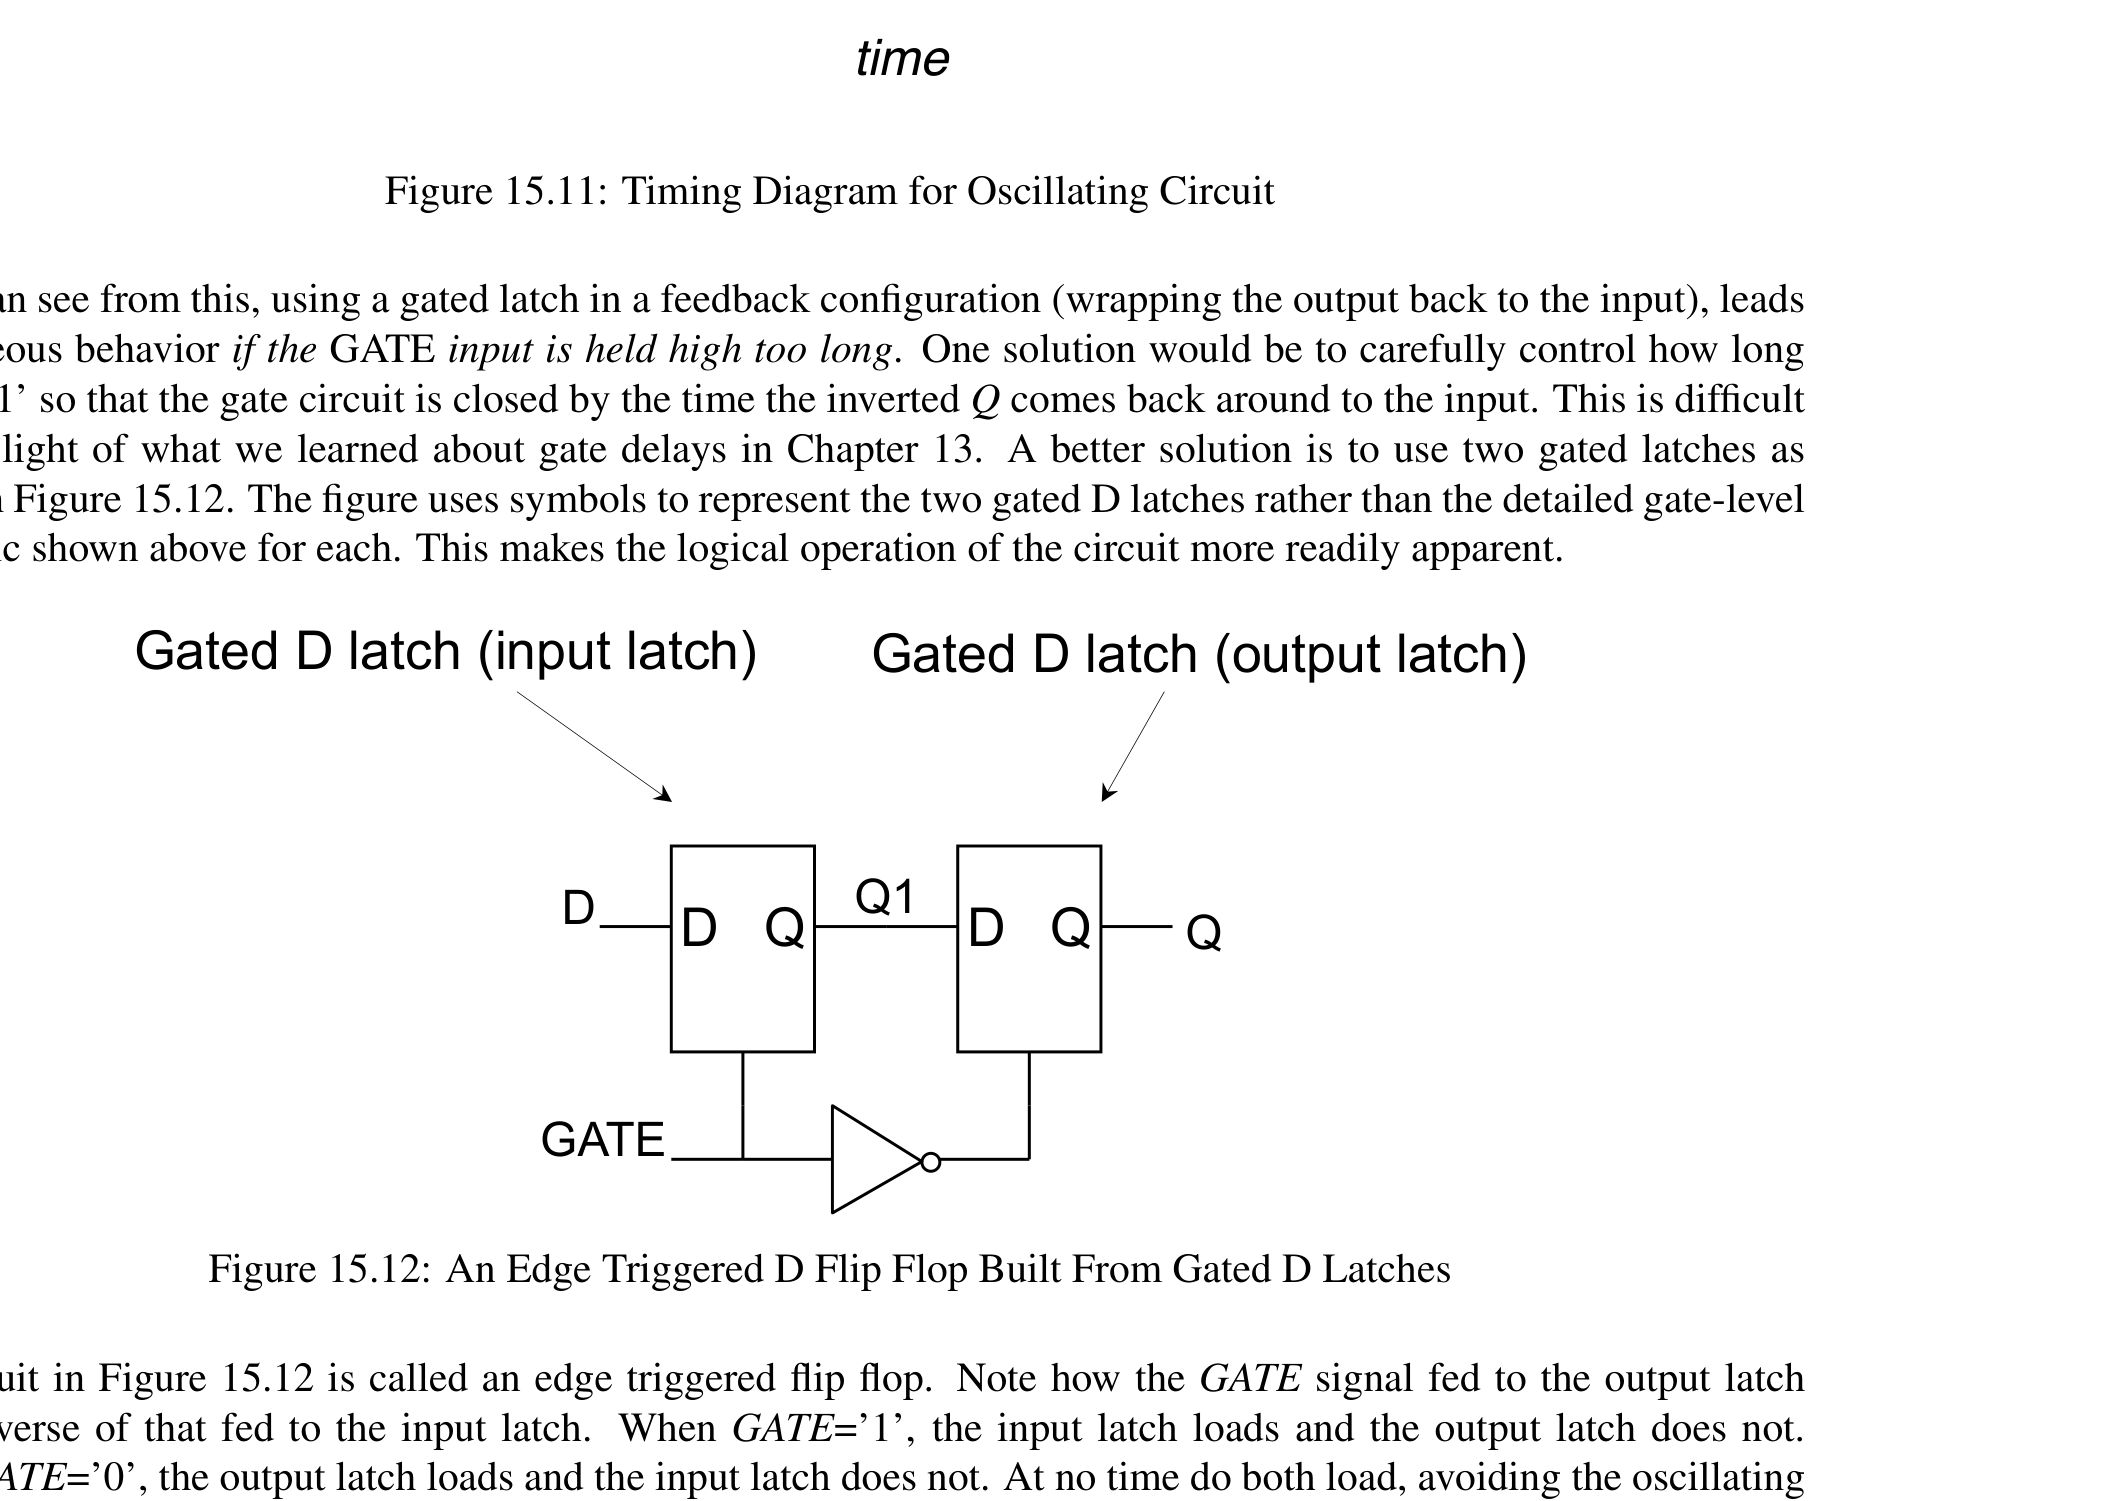 time
Figure 15.11: Timing Diagram for Oscillating Circuit
an see from this, using a gated latch in a feedback configuration (wrapping the output back to the input), leads
eous behavior if the GATE input is held high too long. One solution would be to carefully control how long
1’ so that the gate circuit is closed by the time the inverted Q comes back around to the input. This is difficult
light of what we learned about gate delays in Chapter 13. A better solution is to use two gated latches as
n Figure 15.12. The figure uses symbols to represent the two gated D latches rather than the detailed gate-level
c shown above for each. This makes the logical operation of the circuit more readily apparent.
Gated D latch (input latch) Gated D latch (output latch)
D D Q Q1 D Q Q
GATE
Figure 15.12: An Edge Triggered D Flip Flop Built From Gated D Latches
uit in Figure 15.12 is called an edge triggered flip flop. Note how the GATE signal fed to the output latch
verse of that fed to the input latch. When GATE=’1’, the input latch loads and the output latch does not.
ATE=’0’, the output latch loads and the input latch does not. At no time do both load, avoiding the oscillating